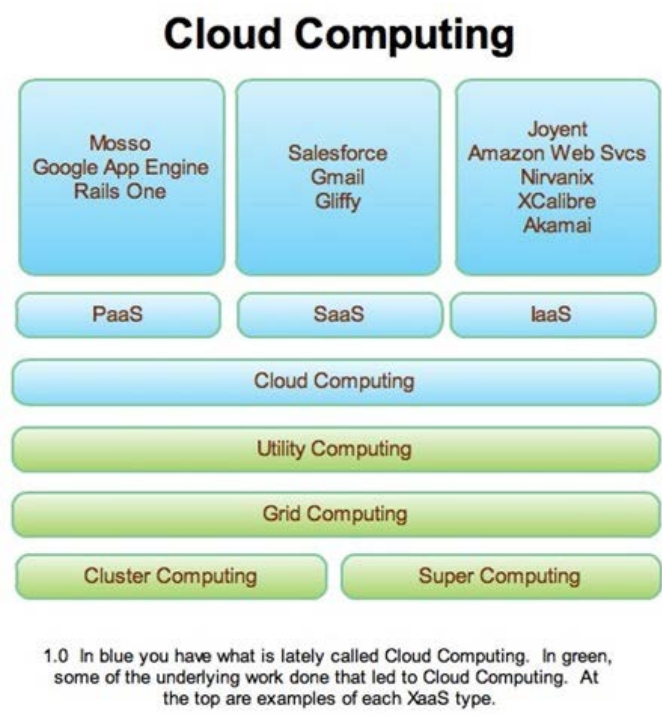 Cloud Computing
Mosso
Google App Engine
Rails One
Salesforce
Gmail
Gliffy
Joyent
Amazon Web Svcs
Nirvanix
XCalibre
Akamai
PaaS
SaaS
IaaS
Cloud Computing
Utility Computing
Grid Computing
Cluster Computing
Super Computing
1.0 In blue you have what is lately called Cloud Computing. In green,
some of the underlying work done that led to Cloud Computing. At
the top are examples of each XaaS type.